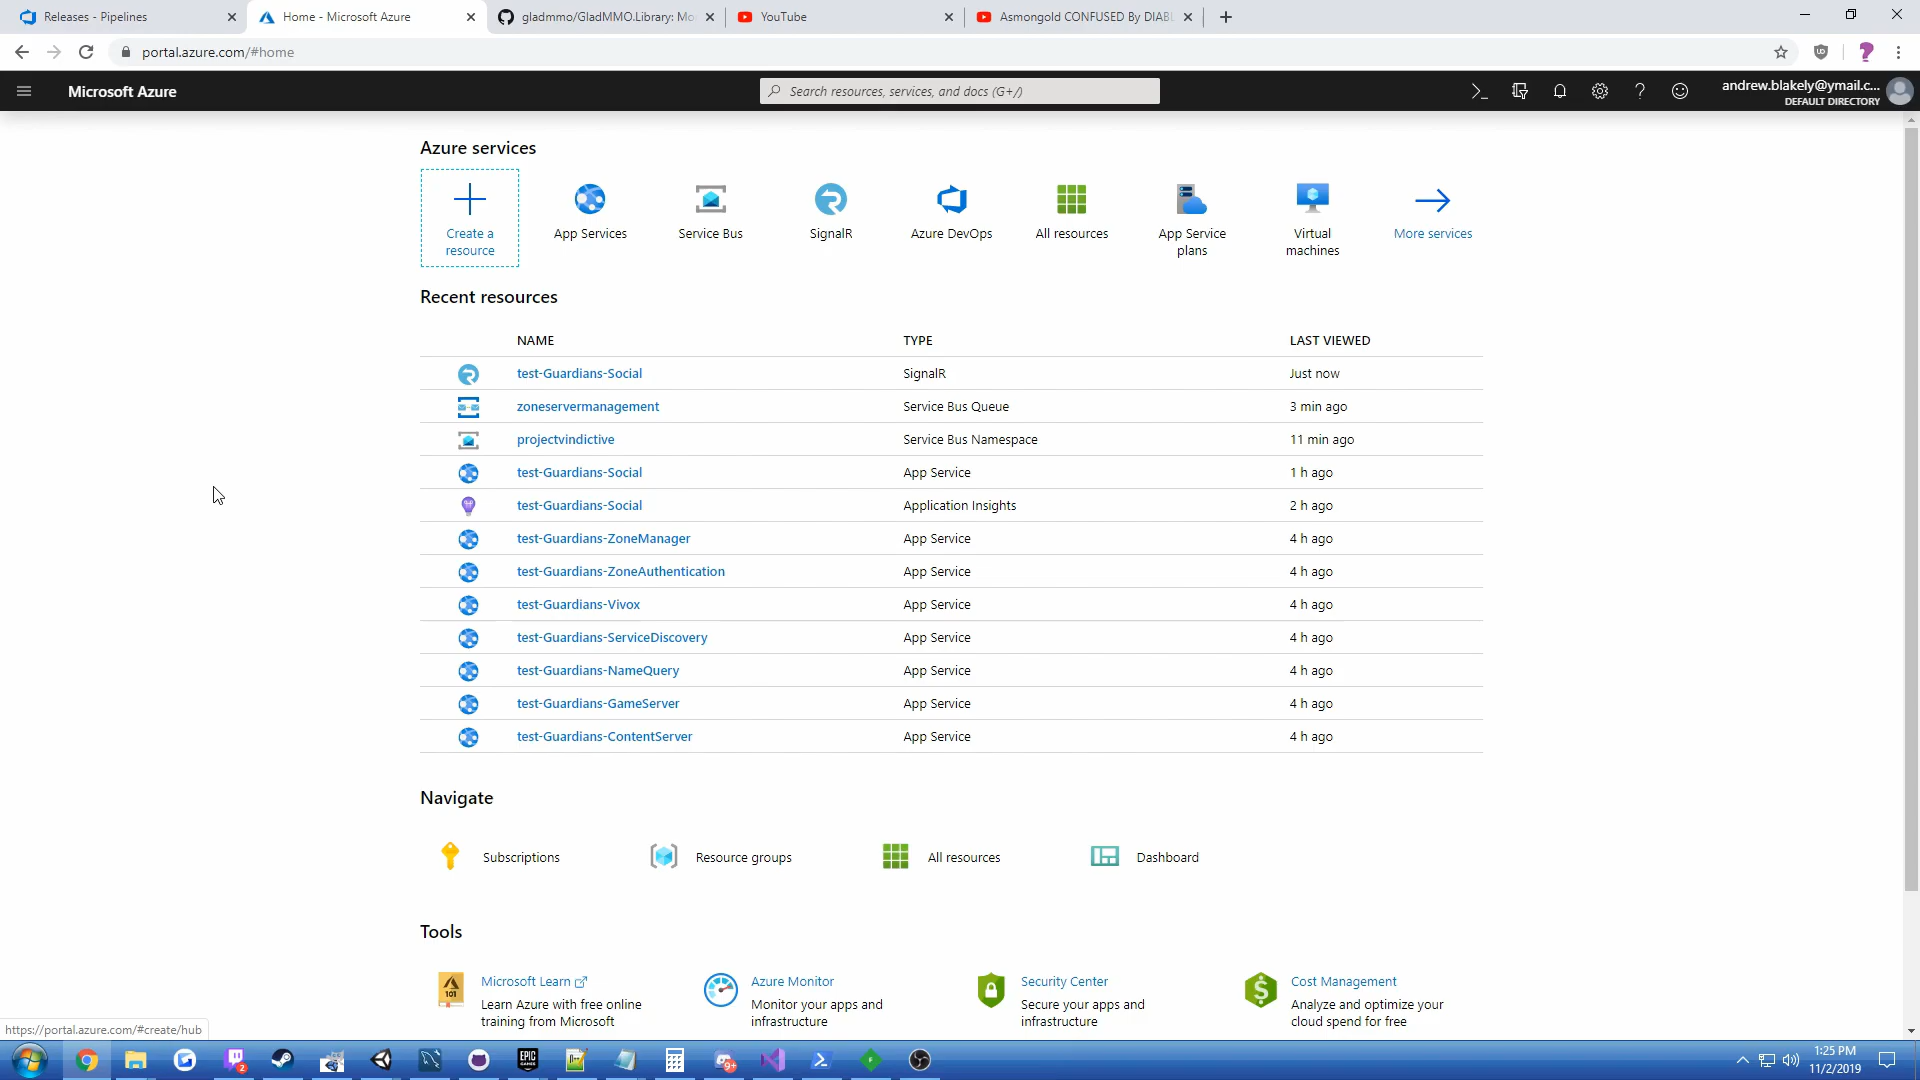 Releases - Pipelines
Home - Microsoft Azure
gladmmo/GladMMO.Library: Mo
YouTube
Asmongold CONFUSED By DIABL
portal.azure.com/#home
Microsoft Azure
Search resources, services, and docs (G+/)
andrew.blakely@ymail.c...
DEFAULT DIRECTORY
Azure services
Create a resource
App Services
Service Bus
SignalR
Azure DevOps
All resources
App Service plans
Virtual machines
More services
Recent resources
NAME TYPE LAST VIEWED
test-Guardians-Social SignalR Just now
zoneservermanagement Service Bus Queue 3 min ago
projectvindictive Service Bus Namespace 11 min ago
test-Guardians-Social App Service 1 h ago
test-Guardians-Social Application Insights 2 h ago
test-Guardians-ZoneManager App Service 4 h ago
test-Guardians-ZoneAuthentication App Service 4 h ago
test-Guardians-Vivox App Service 4 h ago
test-Guardians-ServiceDiscovery App Service 4 h ago
test-Guardians-NameQuery App Service 4 h ago
test-Guardians-GameServer App Service 4 h ago
test-Guardians-ContentServer App Service 4 h ago
Navigate
Subscriptions
Resource groups
All resources
Dashboard
Tools
Microsoft Learn
Learn Azure with free online
training from Microsoft
Azure Monitor
Monitor your apps and
infrastructure
Security Center
Secure your apps and
infrastructure
Cost Management
Analyze and optimize your
cloud spend for free
https://portal.azure.com/#create/hub
1:25 PM
11/2/2019